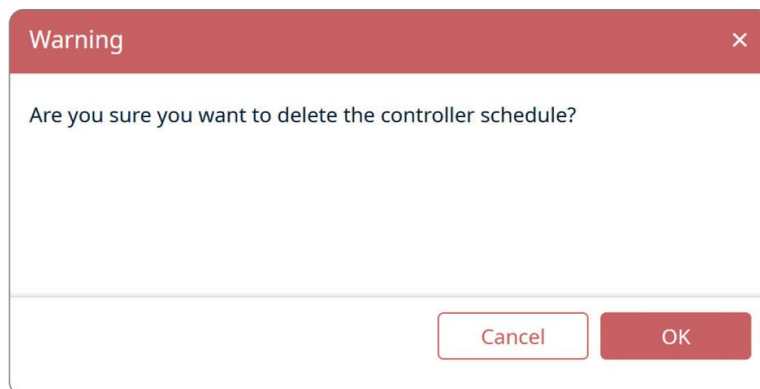 Warning
Are you sure you want to delete the controller schedule?
Cancel
OK